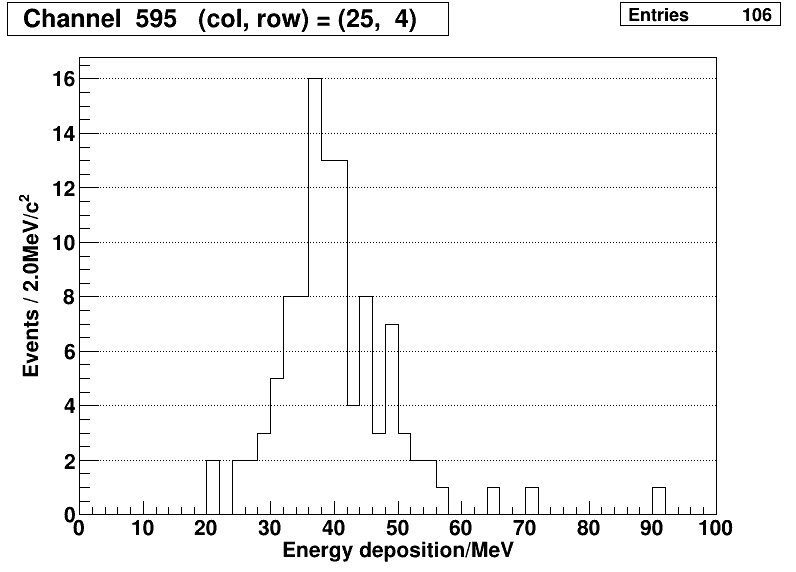 Channel 595 (col, row) = (25, 4)
Entries 106
Events / 2.0MeV/c²
16
14
12
10
8
6
4
2
0
0 10 20 30 40 50 60 70 80 90 100
Energy deposition/MeV